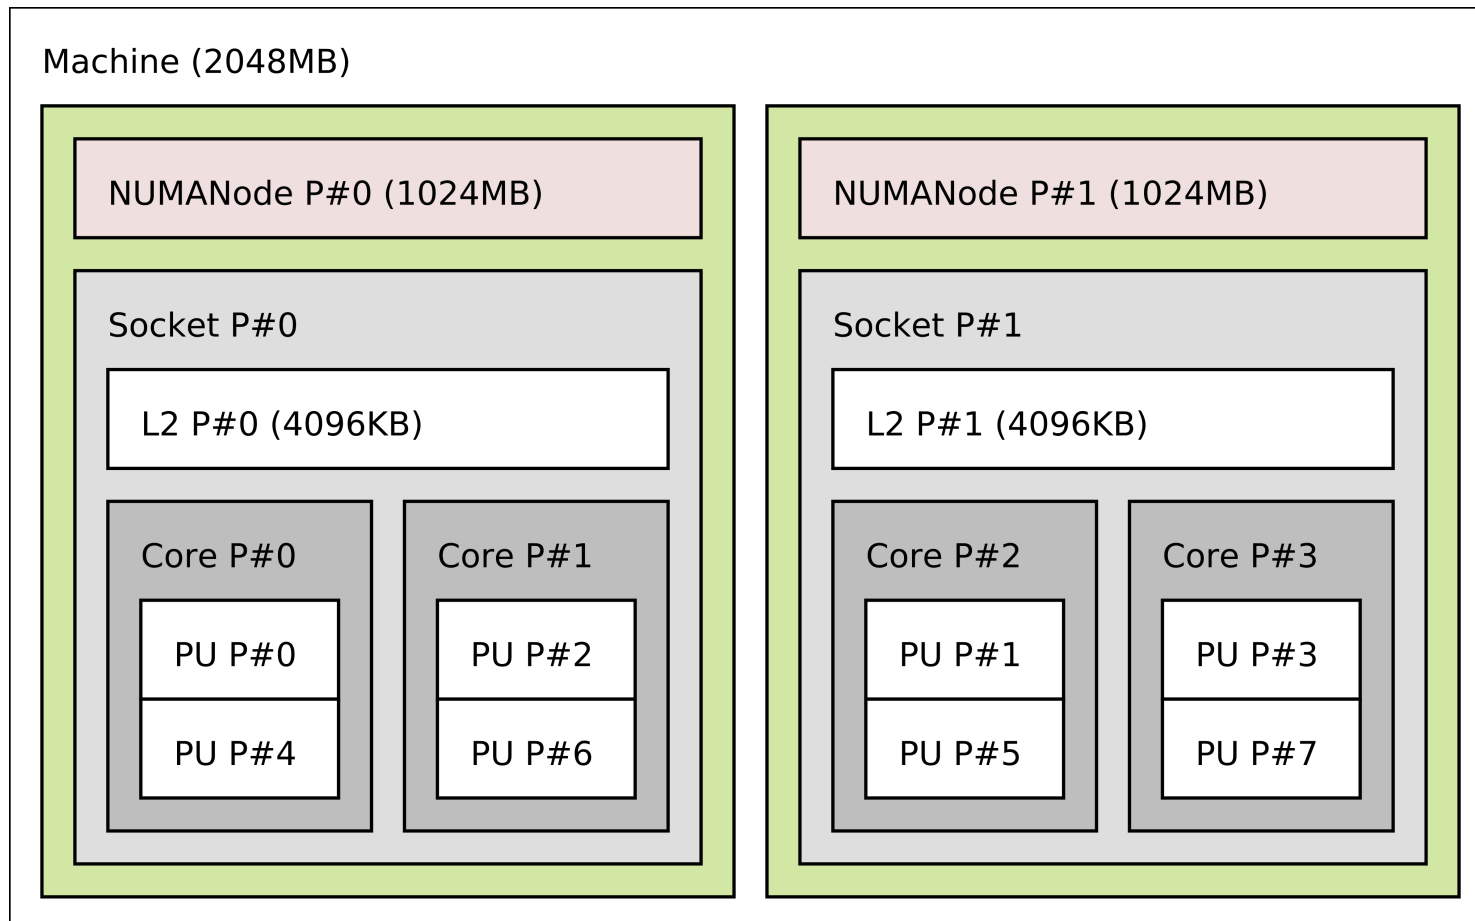 Machine (2048MB)
NUMANode P#0 (1024MB)
Socket P#0
L2 P#0 (4096KB)
Core P#0
PU P#0
PU P#4
Core P#1
PU P#2
PU P#6
NUMANode P#1 (1024MB)
Socket P#1
L2 P#1 (4096KB)
Core P#2
PU P#1
PU P#5
Core P#3
PU P#3
PU P#7